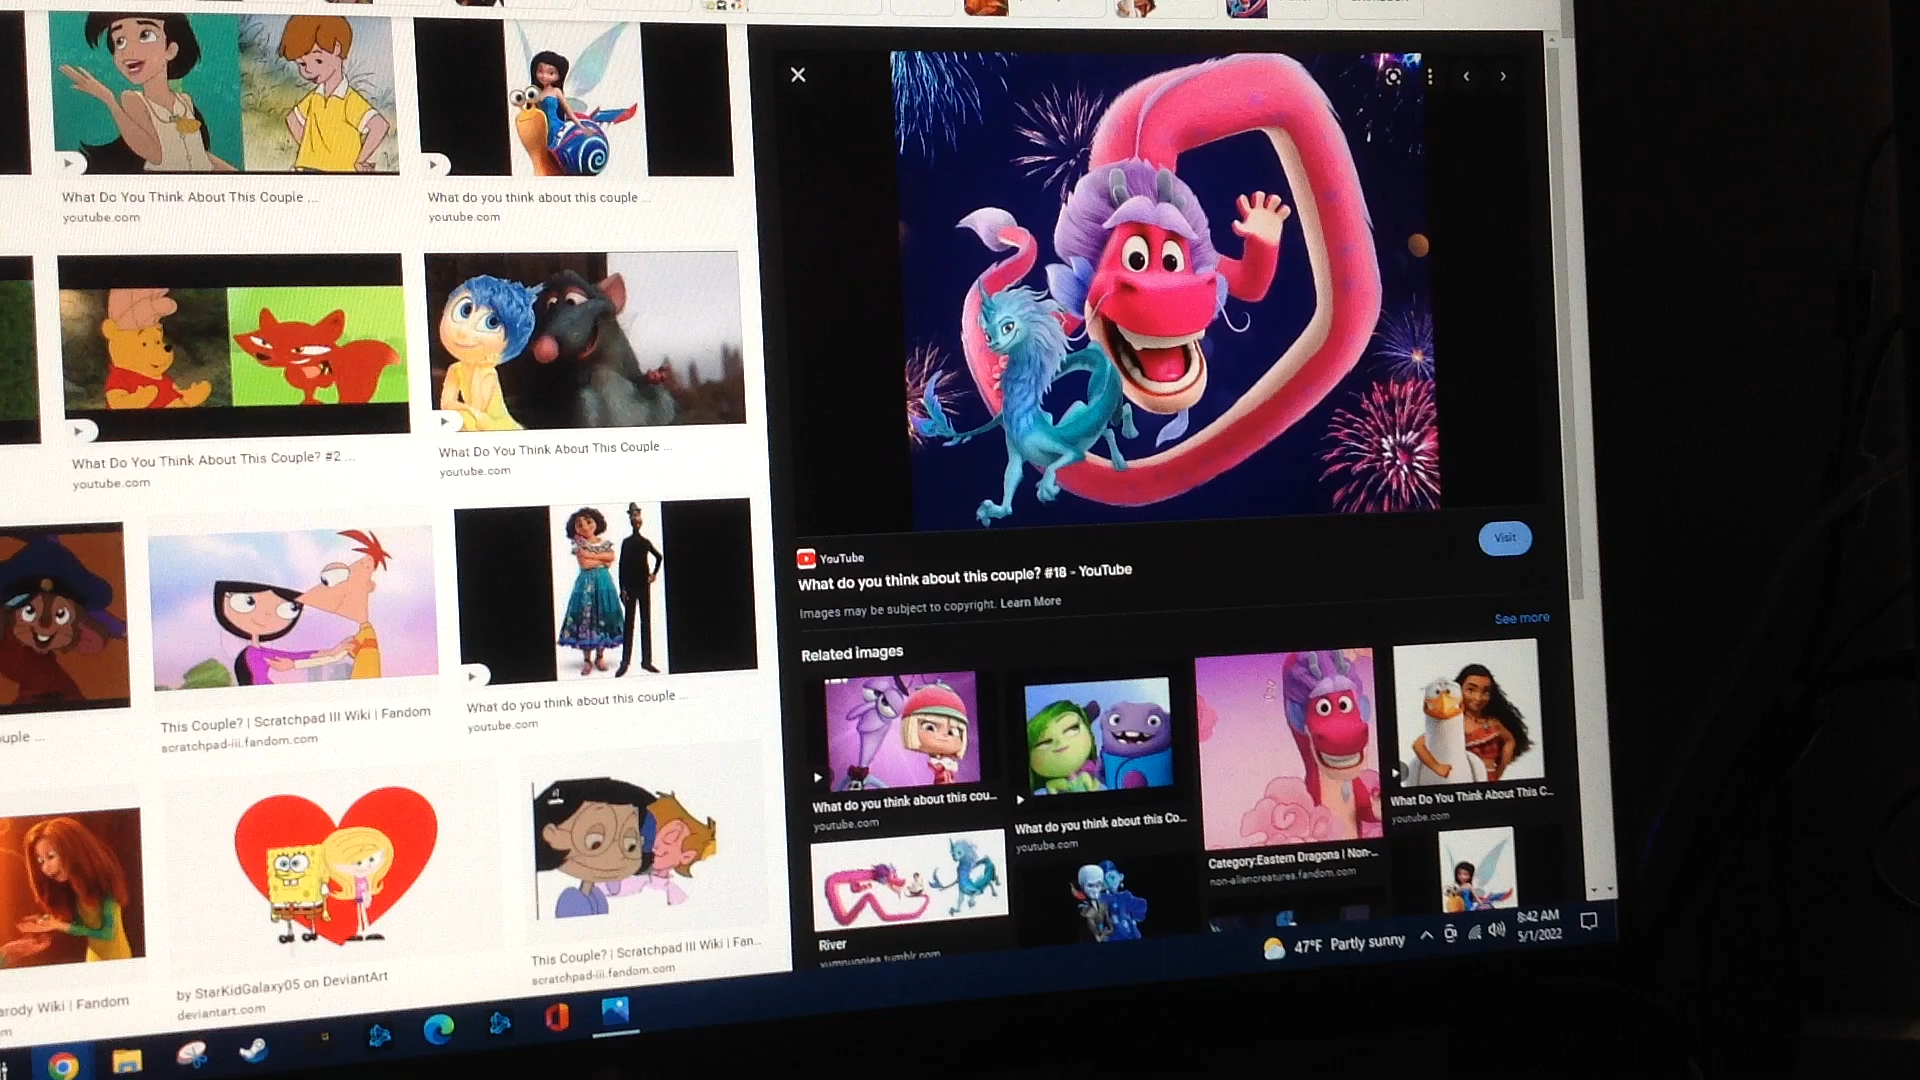 What Do You Think About This Couple ...
youtube.com
What do you think about this couple ...
youtube.com
What Do You Think About This Couple? #2 ...
youtube.com
What Do You Think About This Couple ...
youtube.com
uple ...
This Couple? | Scratchpad III Wiki | Fandom
scratchpad-iii.fandom.com
What do you think about this couple ...
youtube.com
arody Wiki | Fandom
m
by StarKidGalaxy05 on DeviantArt
deviantart.com
This Couple? | Scratchpad III Wiki | Fan...
scratchpad-iii.fandom.com
YouTube
Visit
What do you think about this couple? #18 - YouTube
Images may be subject to copyright. Learn More
See more
Related images
What do you think about this cou...
youtube.com
What do you think about this Co...
youtube.com
Category:Eastern Dragons | Non-...
non-aliencreatures.fandom.com
What Do You Think About This C...
youtube.com
River
yumpuppies.tumblr.com
47°F Partly sunny
8:42 AM
5/1/2022